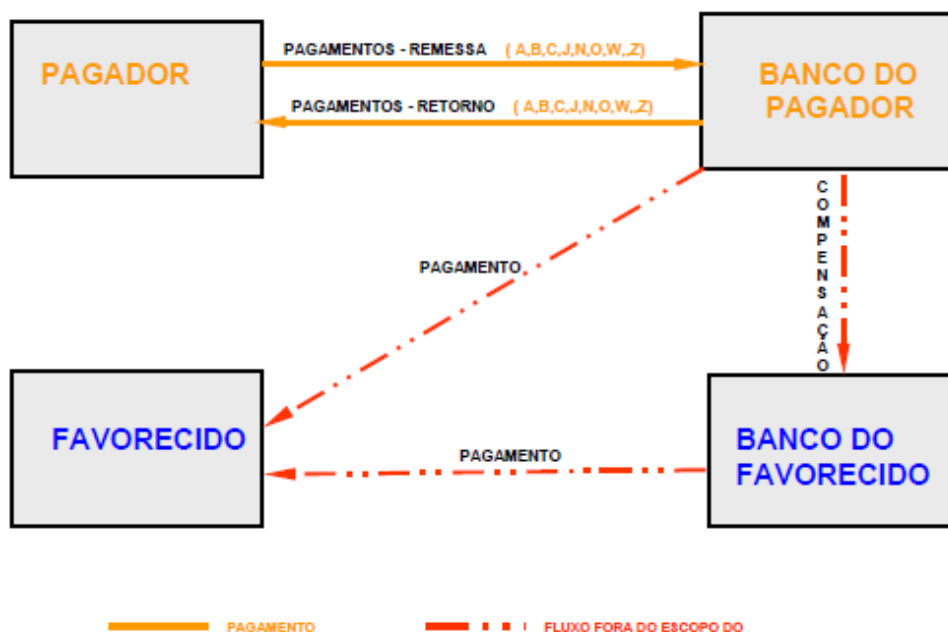 PAGADOR
PAGAMENTOS - REMESSA ( A,B,C,J,N,O,W,,Z)
PAGAMENTOS - RETORNO ( A,B,C,J,N,O,W,,Z)
BANCO DO
PAGADOR
COMPENSAÇÃO
PAGAMENTO
FAVORECIDO
PAGAMENTO
BANCO DO
FAVORECIDO
PAGAMENTO
FLUXO FORA DO ESCOPO DO